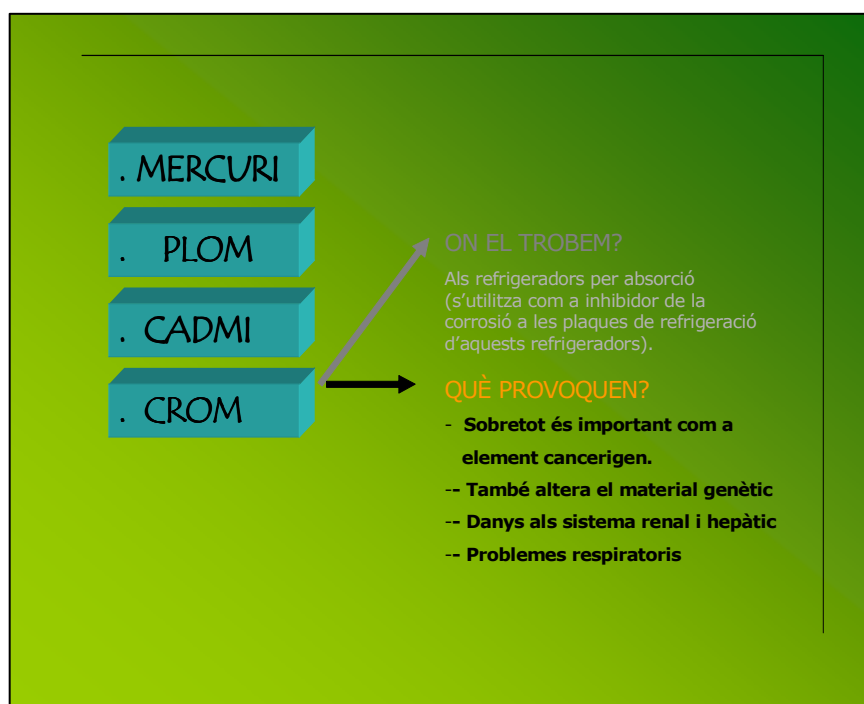 . MERCURI
. PLOM
. CADMI
. CROM
ON EL TROBEM?
Als refrigeradors per absorció
(s'utilitza com a inhibidor de la
corrosió a les plaques de refrigeració
d'aquests refrigeradors).
QUÈ PROVOQUEN?
- Sobretot és important com a
element cancerigen.
-- També altera el material genètic
-- Danys als sistema renal i hepàtic
-- Problemes respiratoris